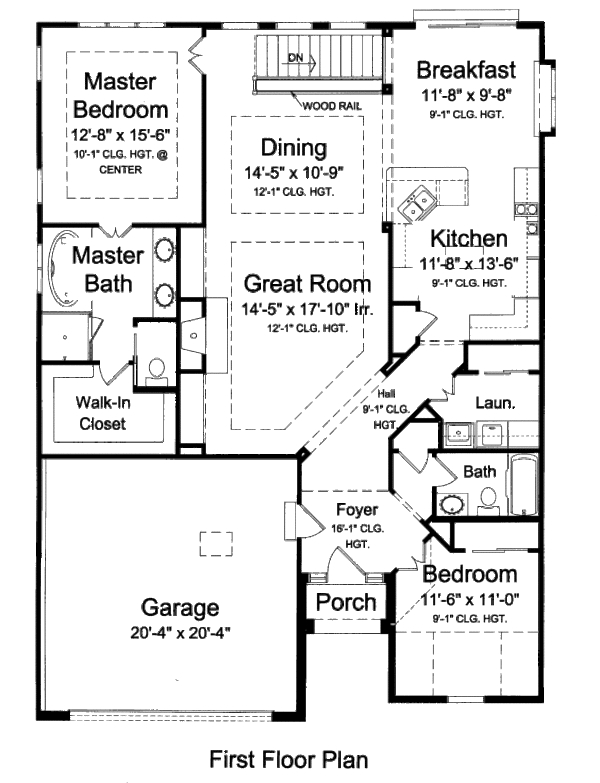 Master
Bedroom
12'-8" x 15'-6"
10'-1" CLG. HGT. @
CENTER
DN
WOOD RAIL
Breakfast
11'-8" x 9'-8"
9'-1" CLG. HGT.
Dining
14'-5" x 10'-9"
12'-1" CLG. HGT.
Kitchen
11'-8" x 13'-6"
9'-1" CLG. HGT.
Master
Bath
Great Room
14'-5" x 17'-10" Irr.
12'-1" CLG. HGT.
Walk-In
Closet
Hall
9'-1" CLG.
HGT.
Laun.
Bath
Foyer
16'-1" CLG.
HGT.
Garage
20'-4" x 20'-4"
Porch
Bedroom
11'-6" x 11'-0"
9'-1" CLG. HGT.
First Floor Plan